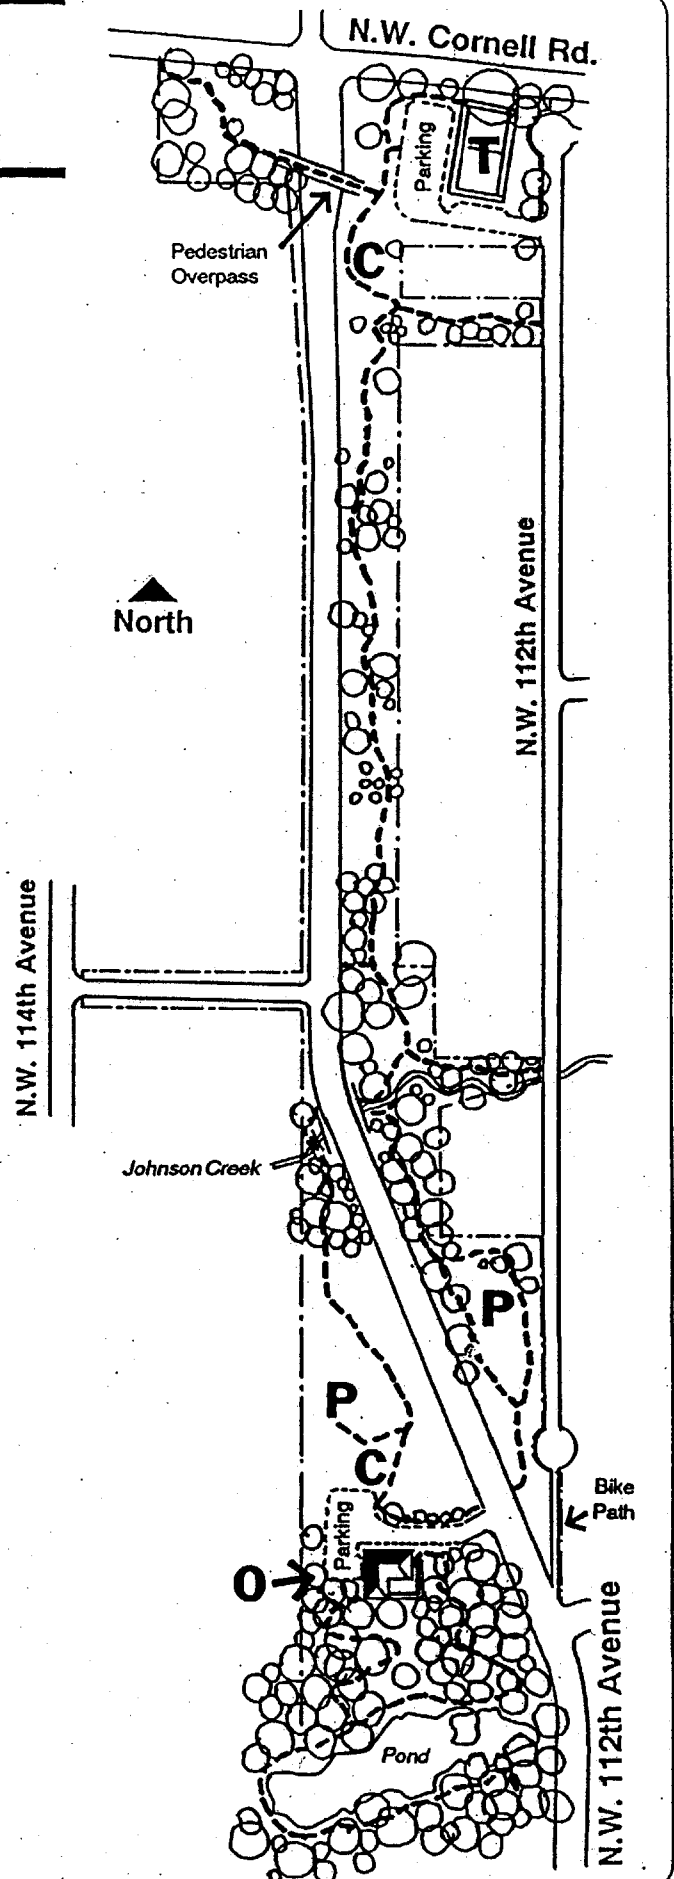 N.W. Cornell Rd.
Parking
T
Pedestrian
Overpass
C
N.W. 112th Avenue
North
N.W. 114th Avenue
Johnson Creek
P
P
C
Bike
Path
Parking
O
Pond
N.W. 112th Avenue